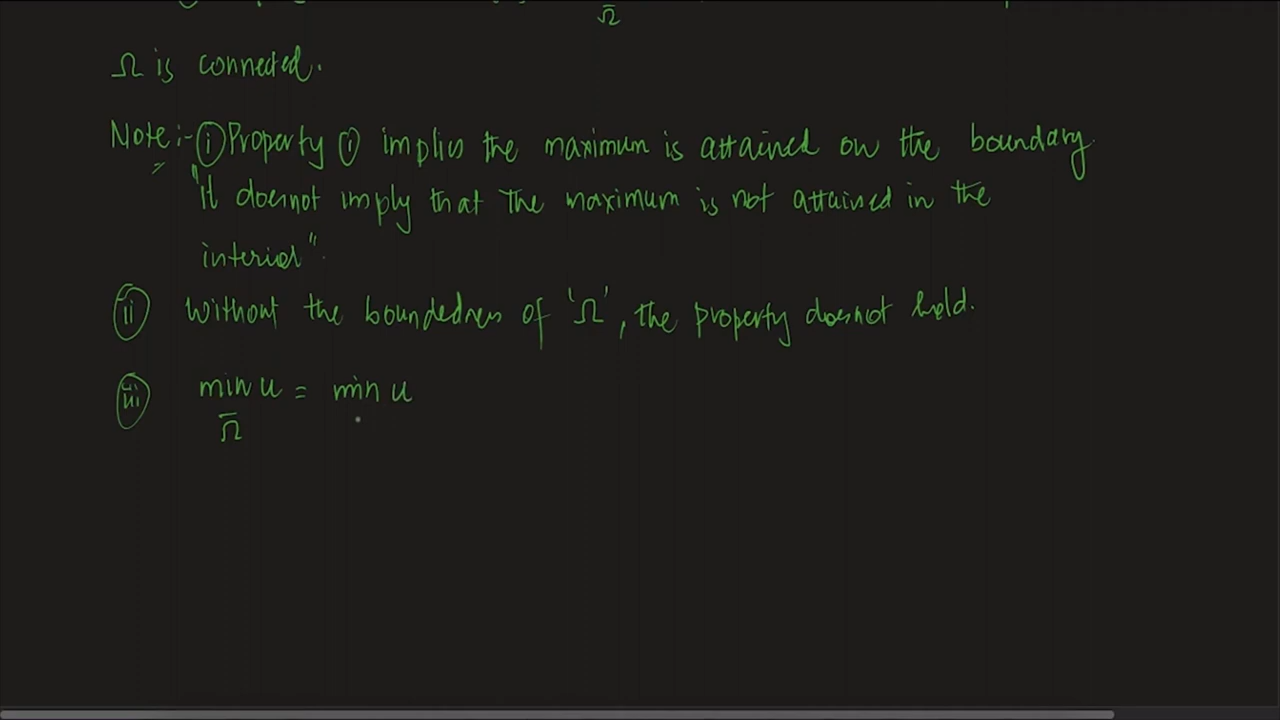 Ω̄
Ω is connected.
Note :- (i) Property (1) implies the maximum is attained on the boundary.
"It doesnot imply that the maximum is not attained in the
interior".
(ii) Without the boundedness of 'Ω', the property doesnot hold.
(iii) min u = min u
Ω̄